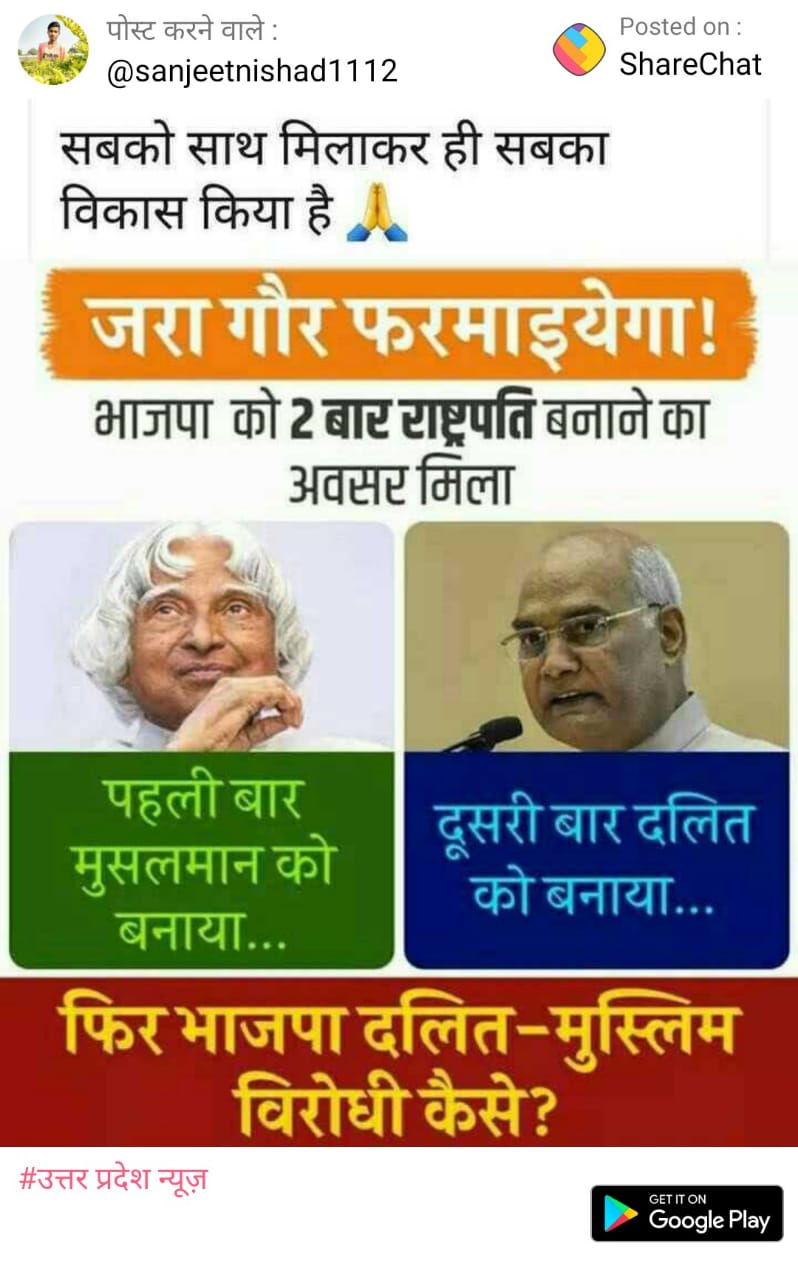 पोस्ट करने वाले :
@sanjeetnishad1112
Posted on :
ShareChat
सबको साथ मिलाकर ही सबका
विकास किया है 🙏
जरा गौर फरमाइयेगा!
भाजपा को 2 बार राष्ट्रपति बनाने का
अवसर मिला
पहली बार
मुसलमान को
बनाया...
दूसरी बार दलित
को बनाया...
फिर भाजपा दलित-मुस्लिम
विरोधी कैसे?
#उत्तर प्रदेश न्यूज़
GET IT ON
Google Play